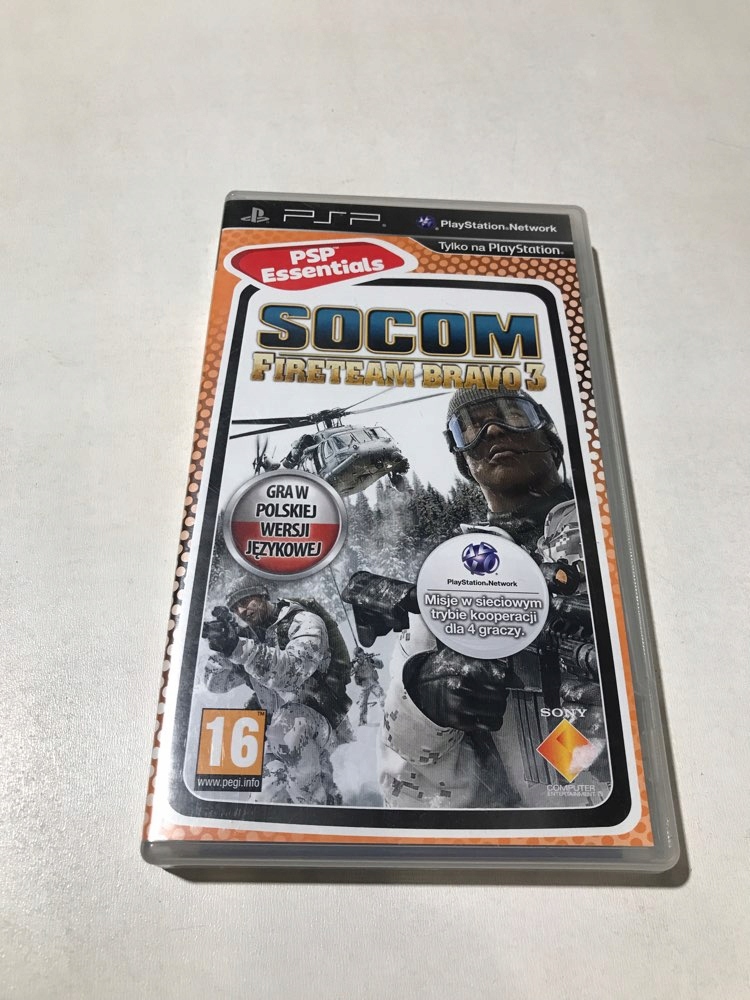 PSP
PlayStation®Network
Tylko na PlayStation®
PSP™
Essentials
SOCOM
FIRETEAM BRAVO 3
GRA W
POLSKIEJ
WERSJI
JĘZYKOWEJ
PlayStation®Network
Misje w sieciowym
trybie kooperacji
dla 4 graczy.
16
www.pegi.info
SONY
COMPUTER
ENTERTAINMENT